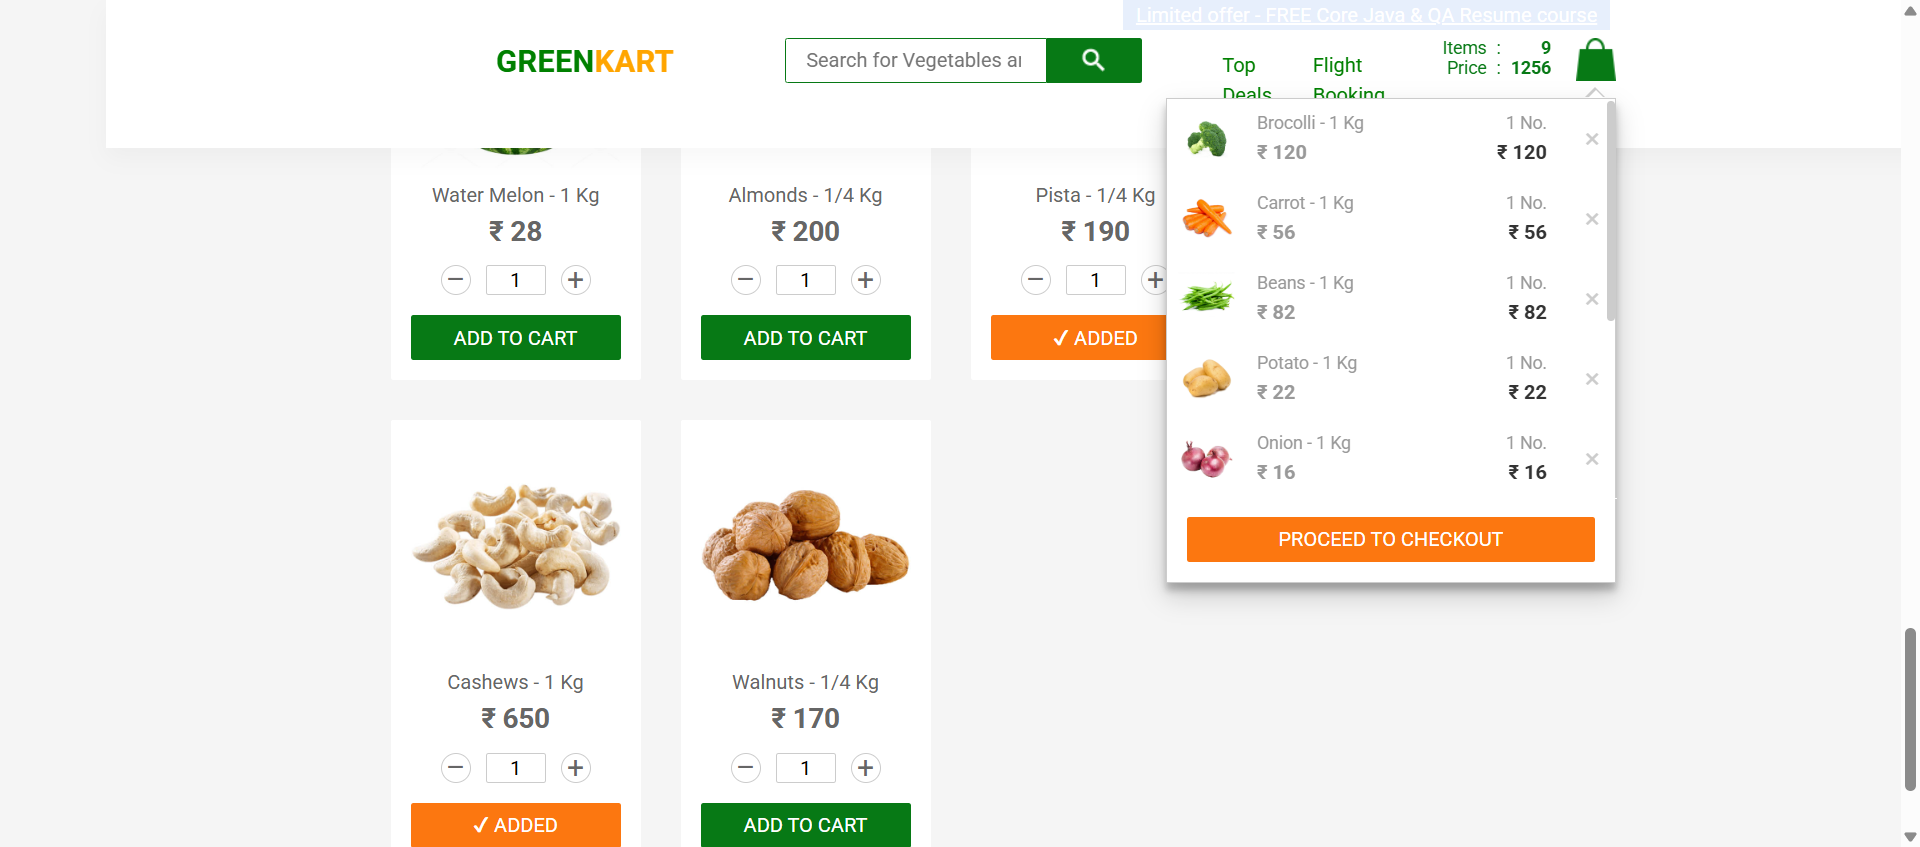 Limited offer - FREE Core Java & QA Resume course
GREENKART
Search for Vegetables ar
Top
Deals
Flight
Booking
Items : 9
Price : 1256
Brocolli - 1 Kg 1 No.
₹ 120 ₹ 120
×
Carrot - 1 Kg 1 No.
₹ 56 ₹ 56
×
Beans - 1 Kg 1 No.
₹ 82 ₹ 82
×
Potato - 1 Kg 1 No.
₹ 22 ₹ 22
×
Onion - 1 Kg 1 No.
₹ 16 ₹ 16
×
PROCEED TO CHECKOUT
Water Melon - 1 Kg
₹ 28
− 1 +
ADD TO CART
Almonds - 1/4 Kg
₹ 200
− 1 +
ADD TO CART
Pista - 1/4 Kg
₹ 190
− 1 +
✓ ADDED
Cashews - 1 Kg
₹ 650
− 1 +
✓ ADDED
Walnuts - 1/4 Kg
₹ 170
− 1 +
ADD TO CART